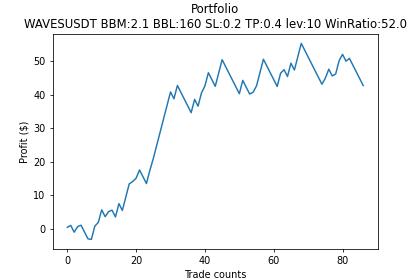 Portfolio
WAVESUSDT BBM:2.1 BBL:160 SL:0.2 TP:0.4 lev:10 WinRatio:52.0
50
40
30
20
10
0
Profit ($)
0 20 40 60 80
Trade counts